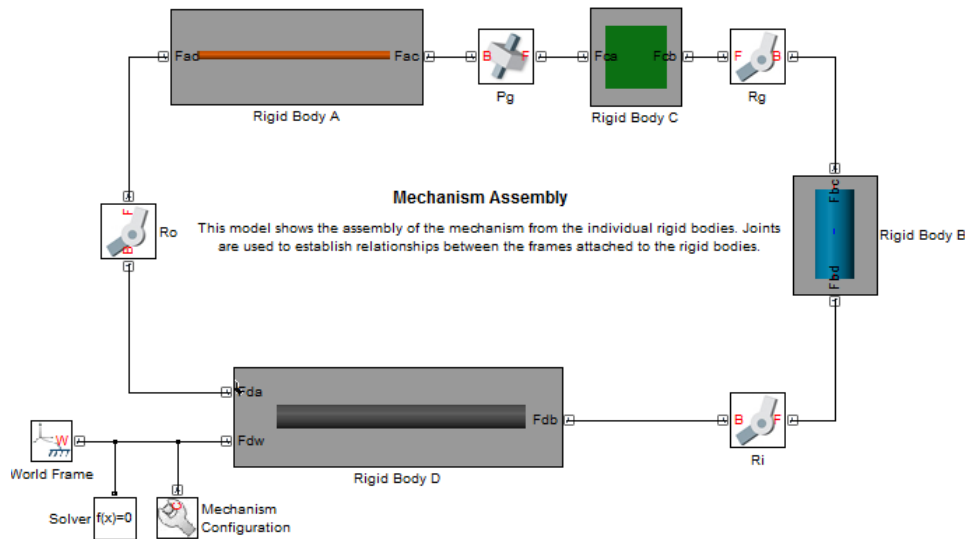 Fad
Fac
B
F
Fca
Fcb
F
B
Rigid Body A
Pg
Rigid Body C
Rg
Fbc
Mechanism Assembly
F
Ro
B
This model shows the assembly of the mechanism from the individual rigid bodies. Joints
are used to establish relationships between the frames attached to the rigid bodies.
Rigid Body B
Fbd
Fda
Fdb
B
F
W
Fdw
World Frame
Rigid Body D
Ri
Solver
f(x)=0
C
Mechanism
Configuration